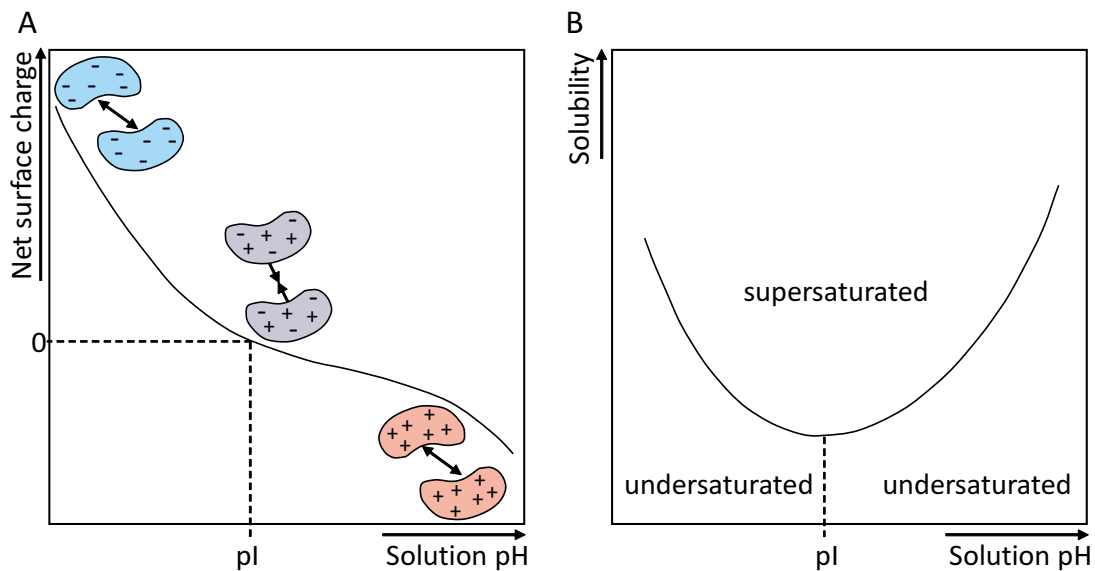 A
Net surface charge
- - - - - -
- - - - - -
- + + + - -
- + + + - -
0
+ + + + + +
+ + + + + +
pI
Solution pH
B
Solubility
supersaturated
undersaturated
undersaturated
pI
Solution pH